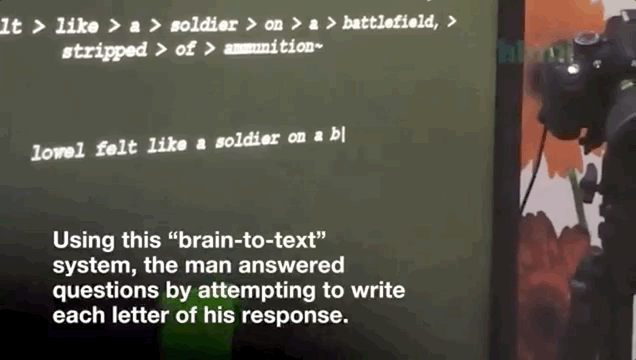 lt > like > a > soldier > on > a > battlefield, >
stripped > of > ammunition~
lowel felt like a soldier on a b|
Using this “brain-to-text”
system, the man answered
questions by attempting to write
each letter of his response.